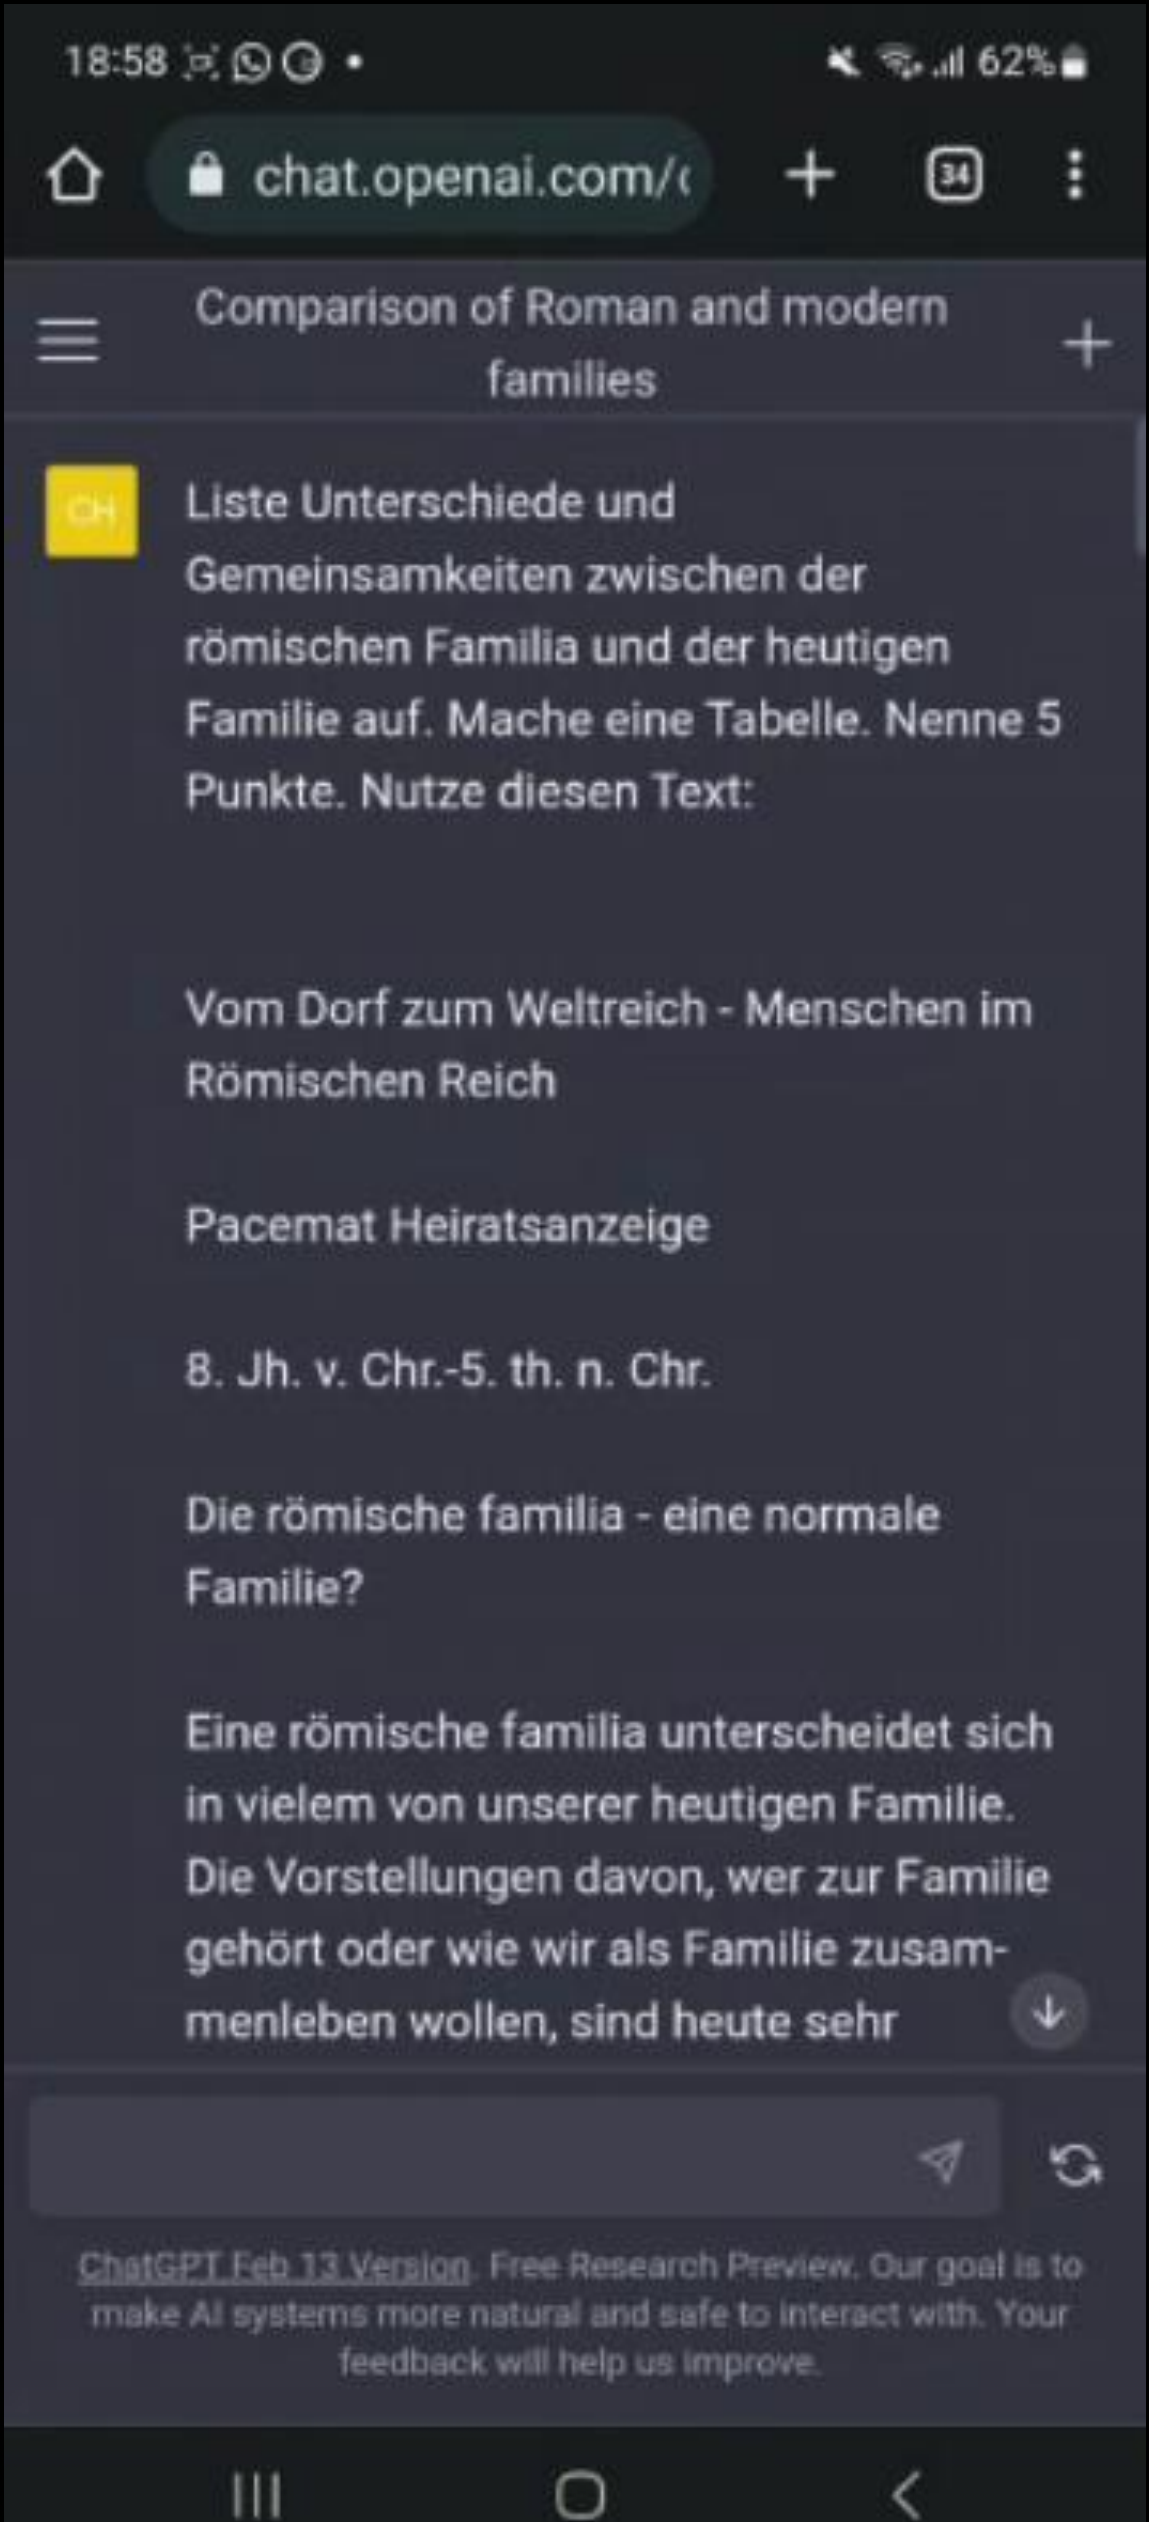 18:58
62%
chat.openai.com/c
34
Comparison of Roman and modern
families
CH
Liste Unterschiede und
Gemeinsamkeiten zwischen der
römischen Familia und der heutigen
Familie auf. Mache eine Tabelle. Nenne 5
Punkte. Nutze diesen Text:
Vom Dorf zum Weltreich - Menschen im
Römischen Reich
Pacemat Heiratsanzeige
8. Jh. v. Chr.-5. th. n. Chr.
Die römische familia - eine normale
Familie?
Eine römische familia unterscheidet sich
in vielem von unserer heutigen Familie.
Die Vorstellungen davon, wer zur Familie
gehört oder wie wir als Familie zusam-
menleben wollen, sind heute sehr
ChatGPT Feb 13 Version. Free Research Preview. Our goal is to
make AI systems more natural and safe to interact with. Your
feedback will help us improve.